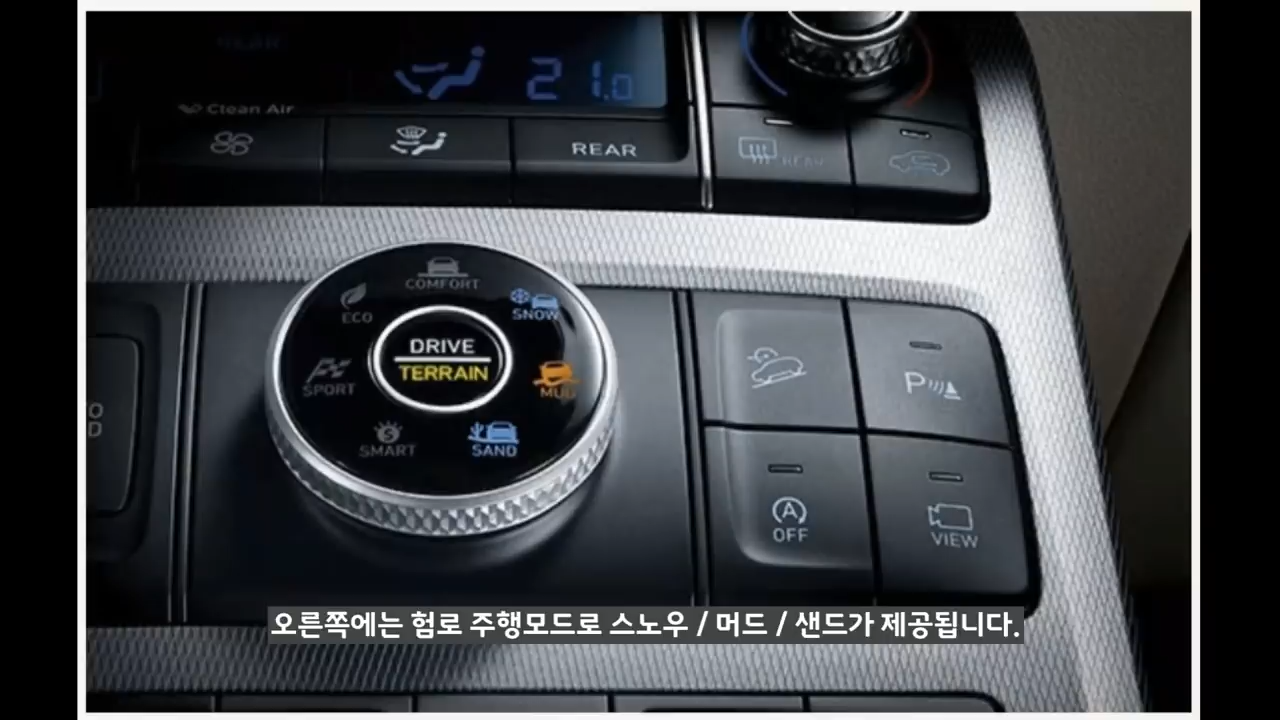 REAR
21.0
Clean Air
REAR
REAR
COMFORT
ECO
SNOW
DRIVE
TERRAIN
SPORT
MUD
SMART
SAND
P
OFF
VIEW
오른쪽에는 험로 주행모드로 스노우 / 머드 / 샌드가 제공됩니다.